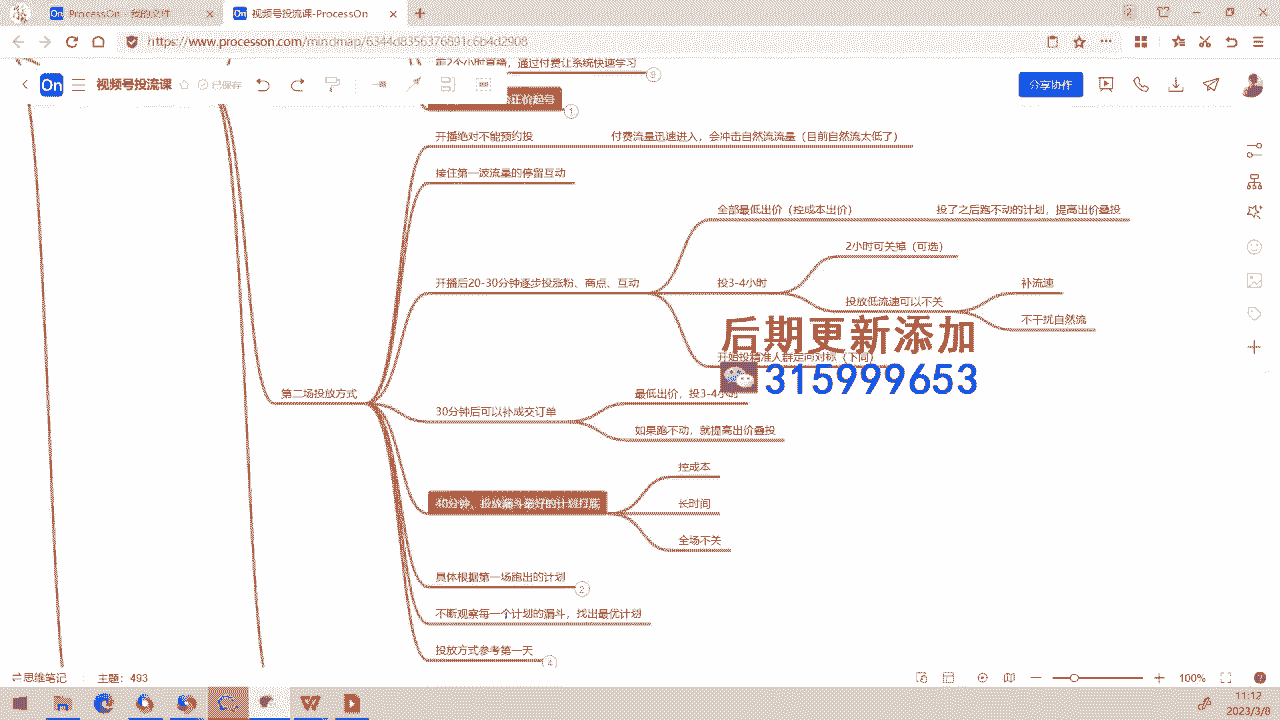 ProcessOn - 我的文件
视频号投流课-ProcessOn
2
https://www.processon.com/mindmap/6344d8356376891c6b4d2908
On
视频号投流课
已保存
分享协作
前2个小时直播，通过付费让系统快速学习
9
正价起号
1
开播绝对不能预约投
付费流量迅速进入，会冲击自然流流量（目前自然流太低了）
接住第一波流量的停留互动
全部最低出价（控成本出价）
投了之后跑不动的计划，提高出价叠投
2小时可关掉（可选）
开播后20-30分钟逐步投涨粉、商点、互动
投3-4小时
补流速
投放低流速可以不关
不干扰自然流
后期更新添加
开始投精准人群定向对标（下同）
315999653
第二场投放方式
最低出价，投3-4小时
30分钟后可以补成交订单
如果跑不动，就提高出价叠投
控成本
40分钟，投放漏斗最好的计划打底
长时间
全场不关
具体根据第一场跑出的计划
2
不断观察每一个计划的漏斗，找出最优计划
投放方式参考第一天
4
思维笔记
主题：493
100%
11:12
2023/3/8